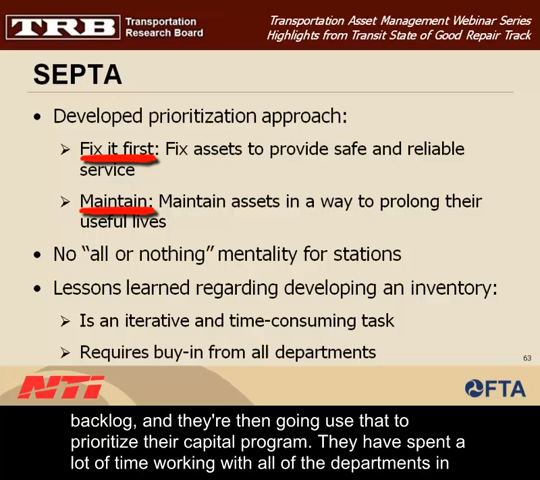 TRB Transportation Research Board
Transportation Asset Management Webinar Series
Highlights from Transit State of Good Repair Track
SEPTA
• Developed prioritization approach:
➢ Fix it first: Fix assets to provide safe and reliable
service
➢ Maintain: Maintain assets in a way to prolong their
useful lives
• No “all or nothing” mentality for stations
• Lessons learned regarding developing an inventory:
➢ Is an iterative and time-consuming task
➢ Requires buy-in from all departments
63
NTI
FTA
backlog, and they're then going use that to
prioritize their capital program. They have spent a
lot of time working with all of the departments in